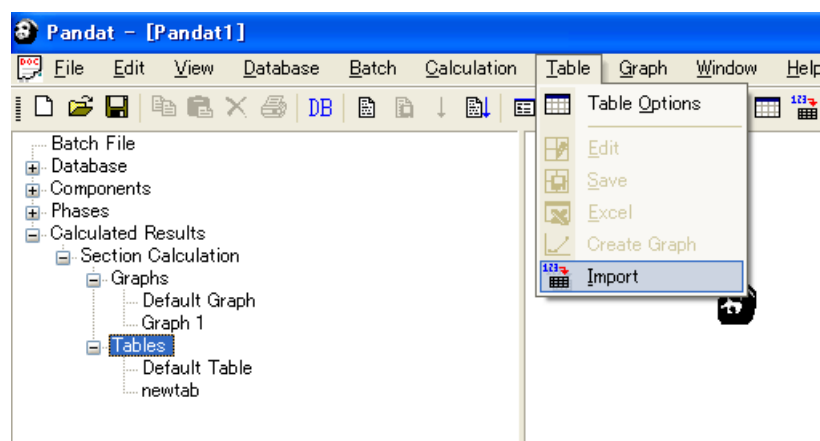 Pandat - [Pandat1]
File Edit View Database Batch Calculation Table Graph Window Help
DB
Table Options
Edit
Save
Excel
Create Graph
Import
Batch File
Database
Components
Phases
Calculated Results
Section Calculation
Graphs
Default Graph
Graph 1
Tables
Default Table
newtab